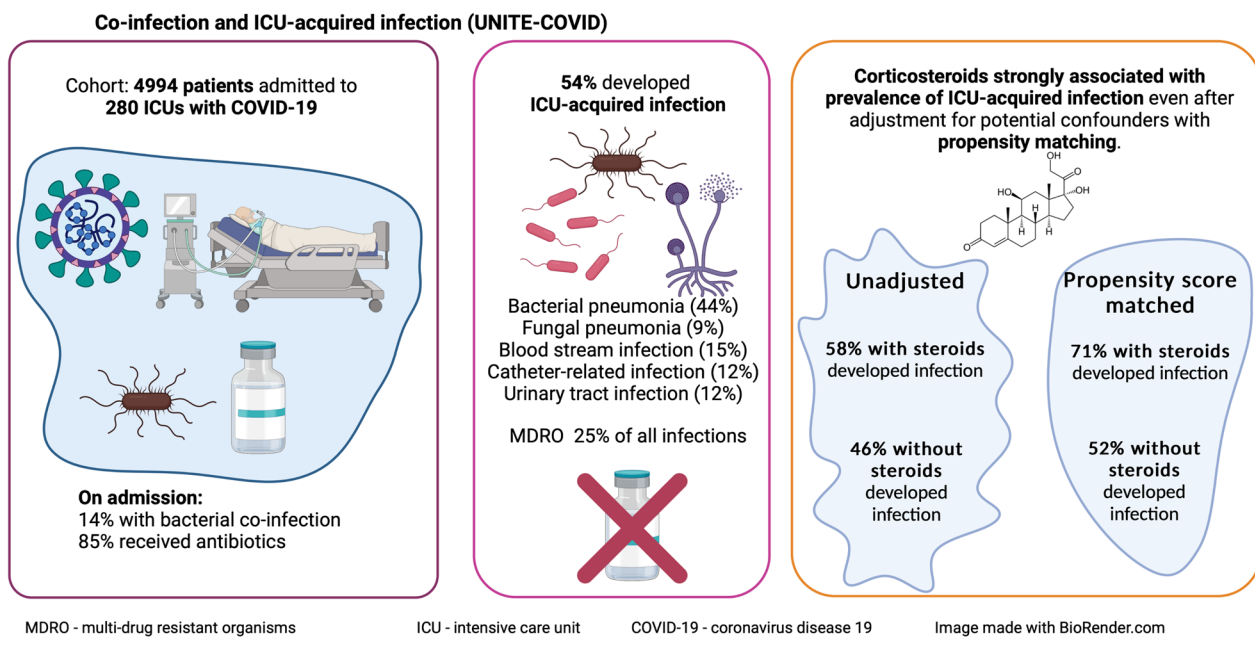 Co-infection and ICU-acquired infection (UNITE-COVID)
Cohort: 4994 patients admitted to
280 ICUs with COVID-19
On admission:
14% with bacterial co-infection
85% received antibiotics
54% developed
ICU-acquired infection
Bacterial pneumonia (44%)
Fungal pneumonia (9%)
Blood stream infection (15%)
Catheter-related infection (12%)
Urinary tract infection (12%)
MDRO 25% of all infections
Corticosteroids strongly associated with
prevalence of ICU-acquired infection even after
adjustment for potential confounders with
propensity matching.
OH
O
HO
OH
H
H
H
O
Unadjusted
58% with steroids
developed infection
46% without
steroids
developed
infection
Propensity score
matched
71% with steroids
developed infection
52% without
steroids
developed
infection
MDRO - multi-drug resistant organisms
ICU - intensive care unit
COVID-19 - coronavirus disease 19
Image made with BioRender.com